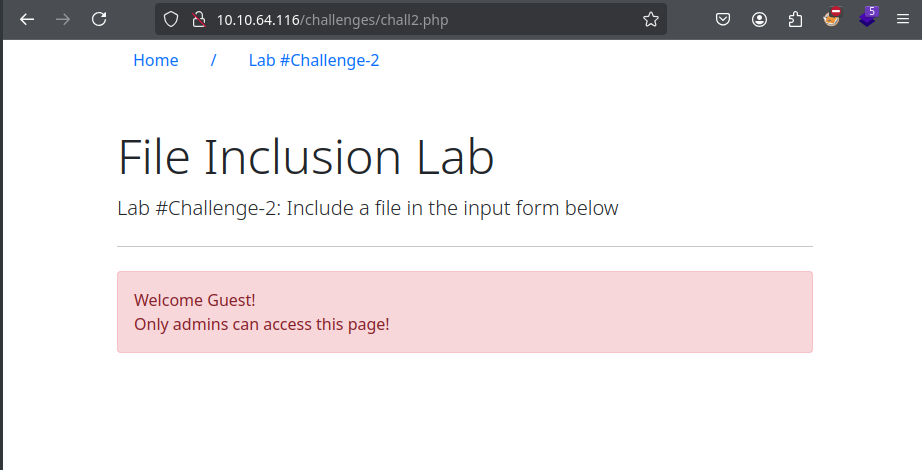 10.10.64.116/challenges/chall2.php
5
Home / Lab #Challenge-2
File Inclusion Lab
Lab #Challenge-2: Include a file in the input form below
Welcome Guest!
Only admins can access this page!